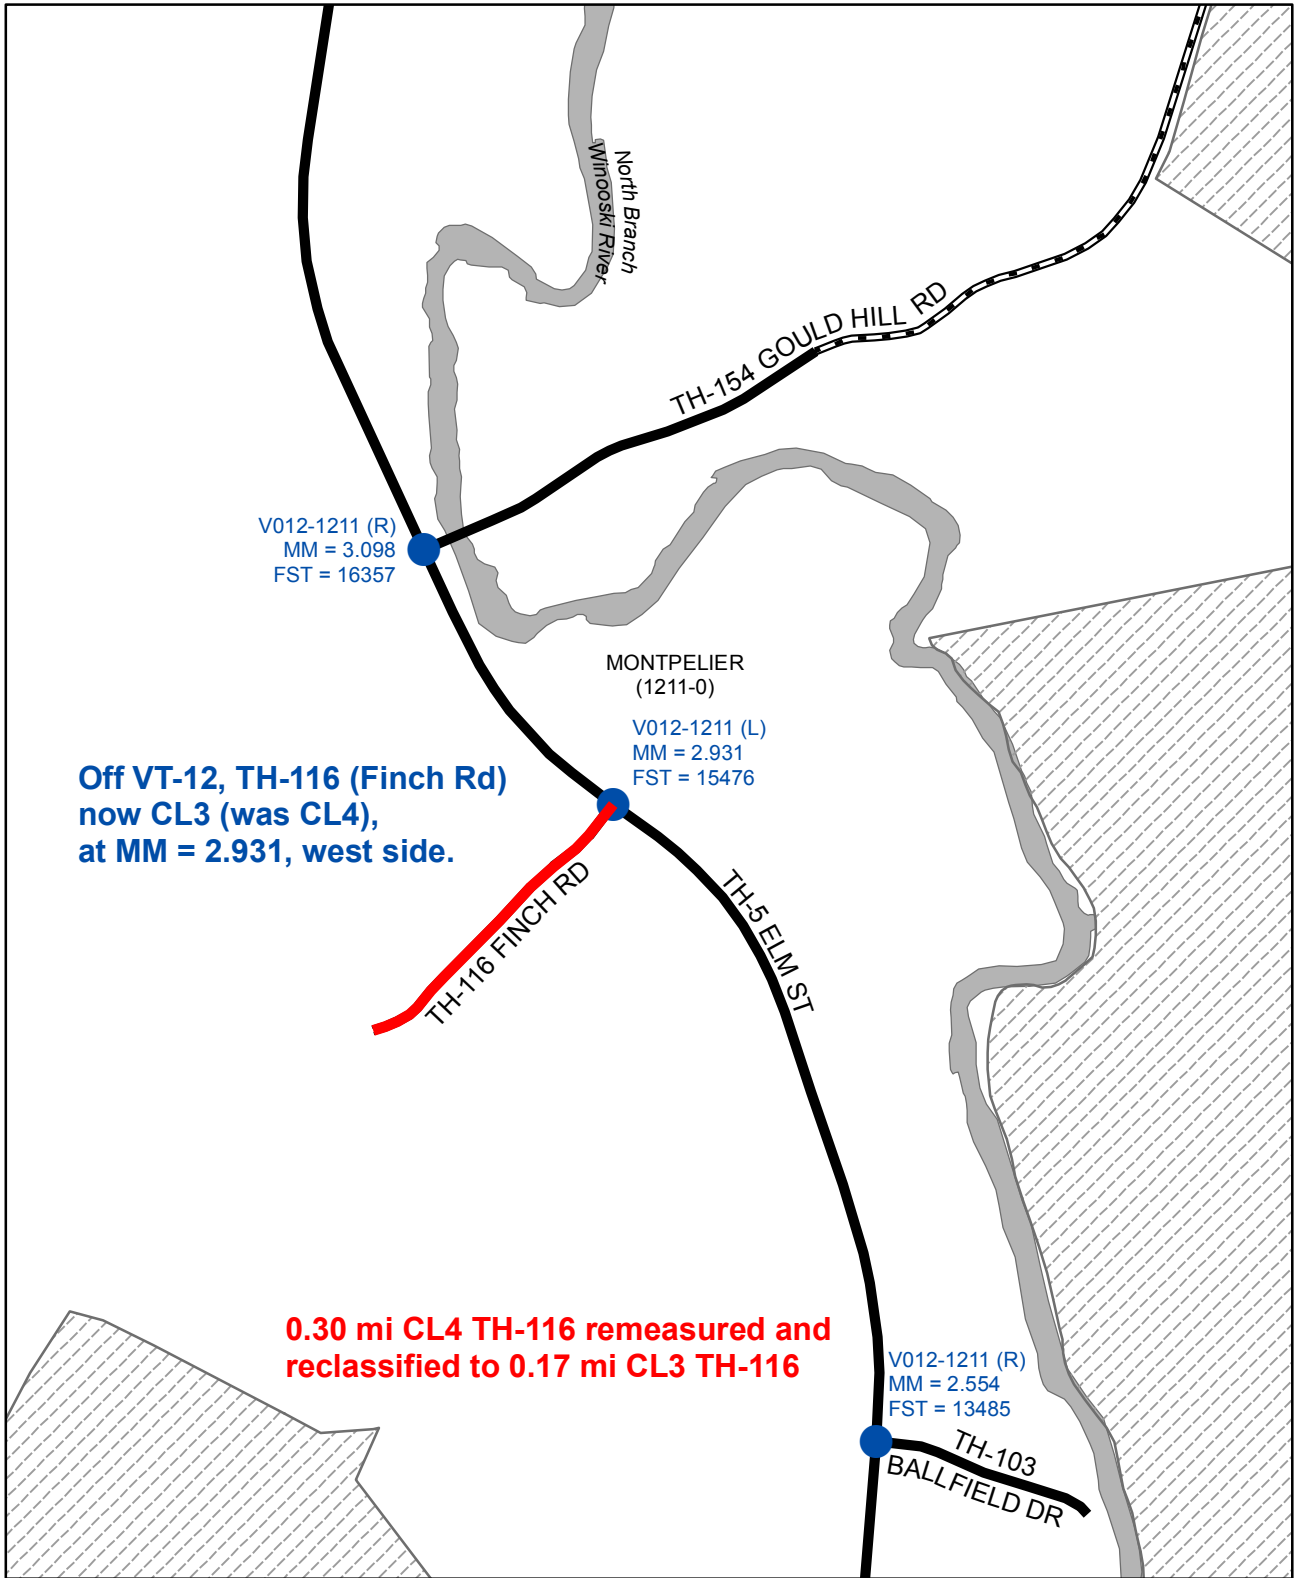 North Branch
Winooski River
TH-154 GOULD HILL RD
V012-1211 (R)
MM = 3.098
FST = 16357
MONTPELIER
(1211-0)
V012-1211 (L)
MM = 2.931
FST = 15476
Off VT-12, TH-116 (Finch Rd)
now CL3 (was CL4),
at MM = 2.931, west side.
TH-116 FINCH RD
TH-5 ELM ST
0.30 mi CL4 TH-116 remeasured and
reclassified to 0.17 mi CL3 TH-116
V012-1211 (R)
MM = 2.554
FST = 13485
TH-103
BALLFIELD DR